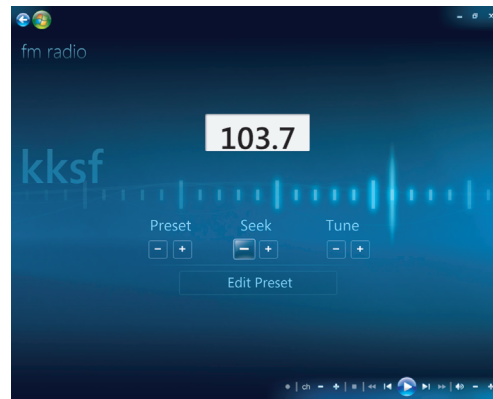 fm radio
103.7
kksf
Preset Seek Tune
- + - + - +
Edit Preset
ch - + - +